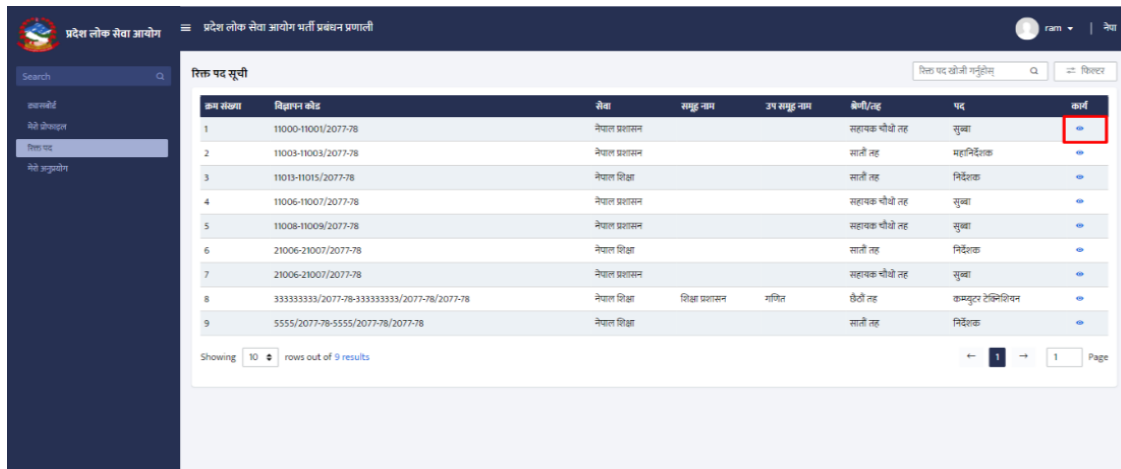 प्रदेश लोक सेवा आयोग
≡ प्रदेश लोक सेवा आयोग भर्ती प्रबंधन प्रणाली
ram | नेपा
Search
ड्यासबोर्ड
मेरो प्रोफाइल
रिक्त पद
मेरो अनुप्रयोग
रिक्त पद सूची
रिक्त पद खोजी गर्नुहोस्
फिल्टर
क्रम संख्या विज्ञापन कोड सेवा समूह नाम उप समूह नाम श्रेणी/तह पद कार्य
1 11000-11001/2077-78 नेपाल प्रशासन सहायक चौथो तह सुब्बा
2 11003-11003/2077-78 नेपाल प्रशासन सातौं तह महानिर्देशक
3 11013-11015/2077-78 नेपाल शिक्षा सातौं तह निर्देशक
4 11006-11007/2077-78 नेपाल प्रशासन सहायक चौथो तह सुब्बा
5 11008-11009/2077-78 नेपाल प्रशासन सहायक चौथो तह सुब्बा
6 21006-21007/2077-78 नेपाल शिक्षा सातौं तह निर्देशक
7 21006-21007/2077-78 नेपाल प्रशासन सहायक चौथो तह सुब्बा
8 333333333/2077-78-333333333/2077-78/2077-78 नेपाल शिक्षा शिक्षा प्रशासन गणित छैठौं तह कम्प्युटर टेक्निशियन
9 5555/2077-78-5555/2077-78/2077-78 नेपाल शिक्षा सातौं तह निर्देशक
Showing 10 rows out of 9 results
← 1 → 1 Page